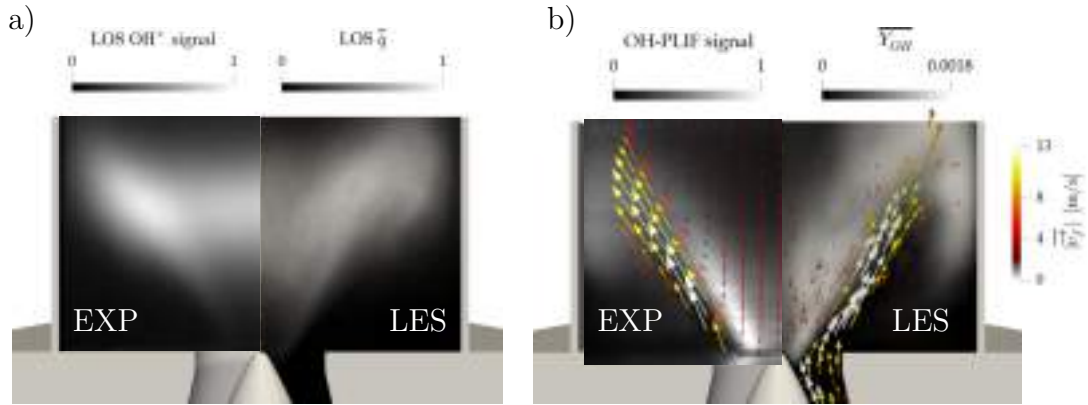 a)
LOS OH* signal
LOS q̄
0 1
0 1
EXP
LES
b)
OH-PLIF signal
Y_OH
0 1
0 0.0018
13
8
4
0
[m/s]
EXP
LES